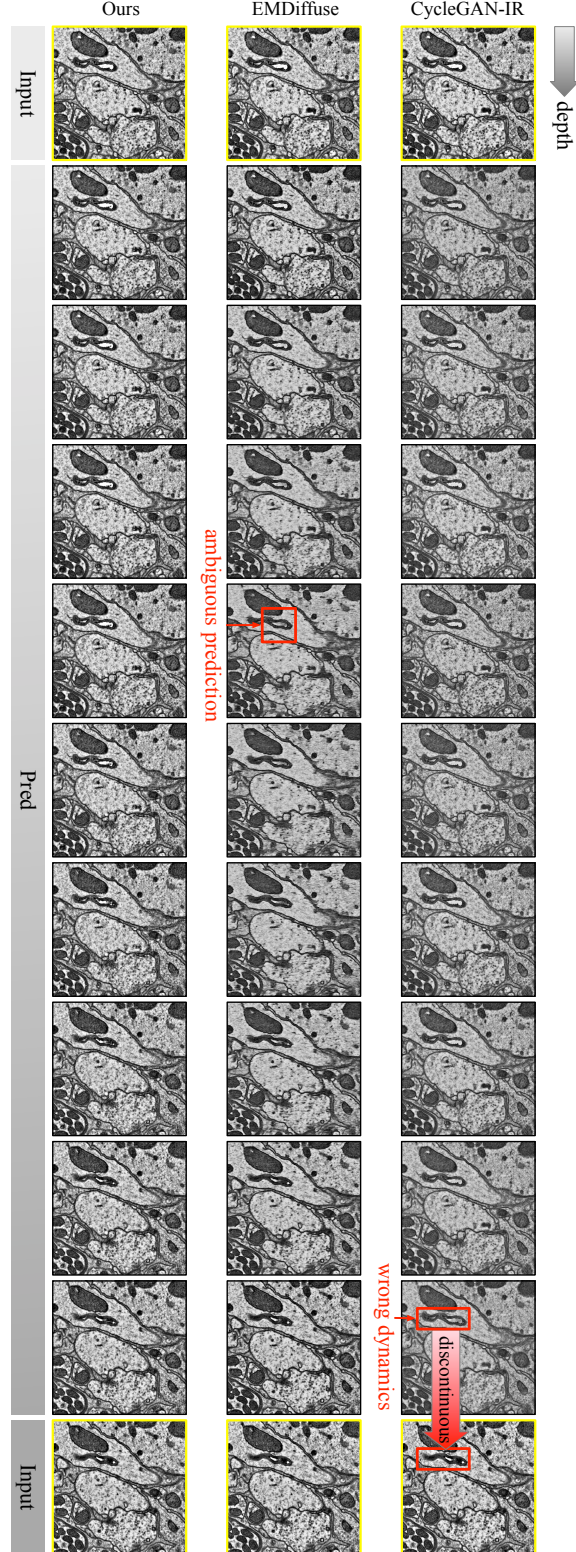 Ours
EMDiffuse
CycleGAN-IR
depth
Input
ambiguous prediction
Pred
wrong dynamics
discontinuous
Input